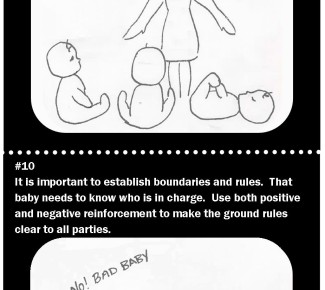 #10
It is important to establish boundaries and rules.  That
baby needs to know who is in charge.  Use both positive
and negative reinforcement to make the ground rules
clear to all parties.
NO! BAD BABY